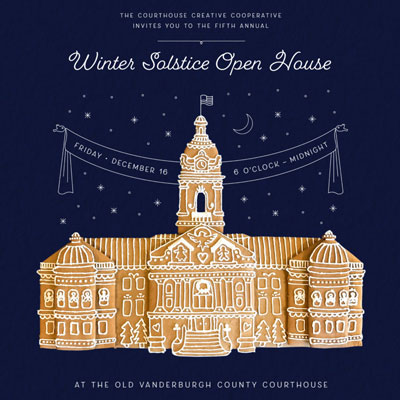 THE COURTHOUSE CREATIVE COOPERATIVE
INVITES YOU TO THE FIFTH ANNUAL
Winter Solstice Open House
FRIDAY • DECEMBER 16
6 O'CLOCK – MIDNIGHT
AT THE OLD VANDERBURGH COUNTY COURTHOUSE